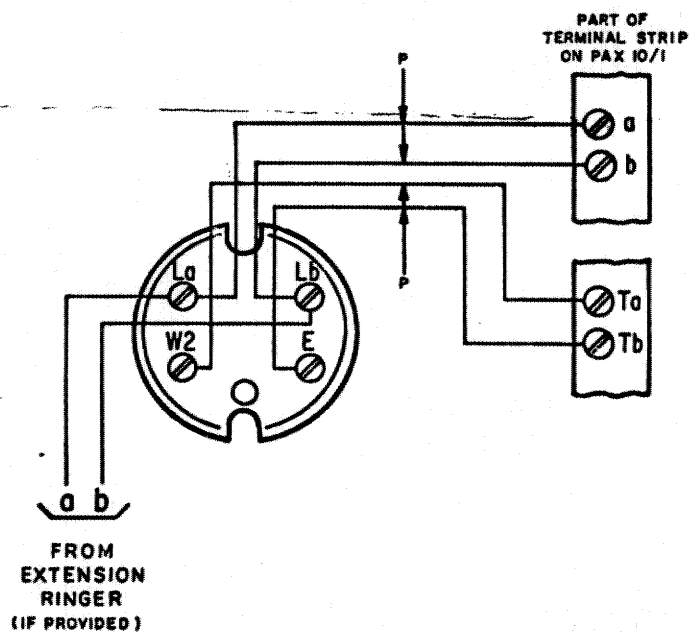 PART OF
TERMINAL STRIP
ON PAX 10/1
P
a
b
La
Lb
W2
E
P
Ta
Tb
a b
FROM
EXTENSION
RINGER
(IF PROVIDED)